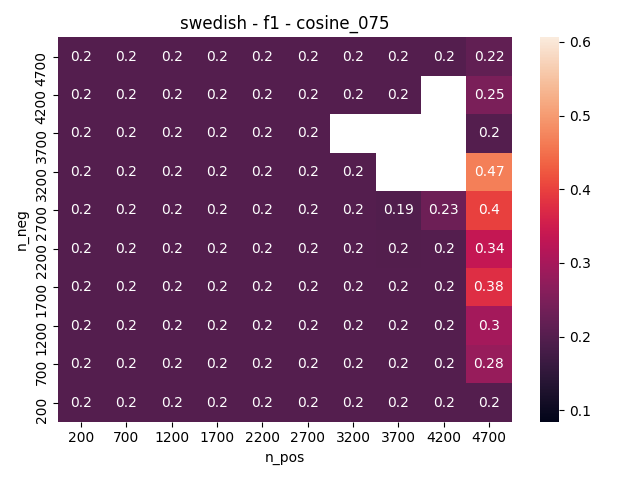 swedish - f1 - cosine_075
4700 0.2 0.2 0.2 0.2 0.2 0.2 0.2 0.2 0.2 0.22
4200 0.2 0.2 0.2 0.2 0.2 0.2 0.2 0.2 0.25
3700 0.2 0.2 0.2 0.2 0.2 0.2 0.2
3200 0.2 0.2 0.2 0.2 0.2 0.2 0.2 0.47
2700 0.2 0.2 0.2 0.2 0.2 0.2 0.2 0.19 0.23 0.4
2200 0.2 0.2 0.2 0.2 0.2 0.2 0.2 0.2 0.2 0.34
1700 0.2 0.2 0.2 0.2 0.2 0.2 0.2 0.2 0.2 0.38
1200 0.2 0.2 0.2 0.2 0.2 0.2 0.2 0.2 0.2 0.3
700 0.2 0.2 0.2 0.2 0.2 0.2 0.2 0.2 0.2 0.28
200 0.2 0.2 0.2 0.2 0.2 0.2 0.2 0.2 0.2 0.2
200 700 1200 1700 2200 2700 3200 3700 4200 4700
n_pos
n_neg
0.6
0.5
0.4
0.3
0.2
0.1